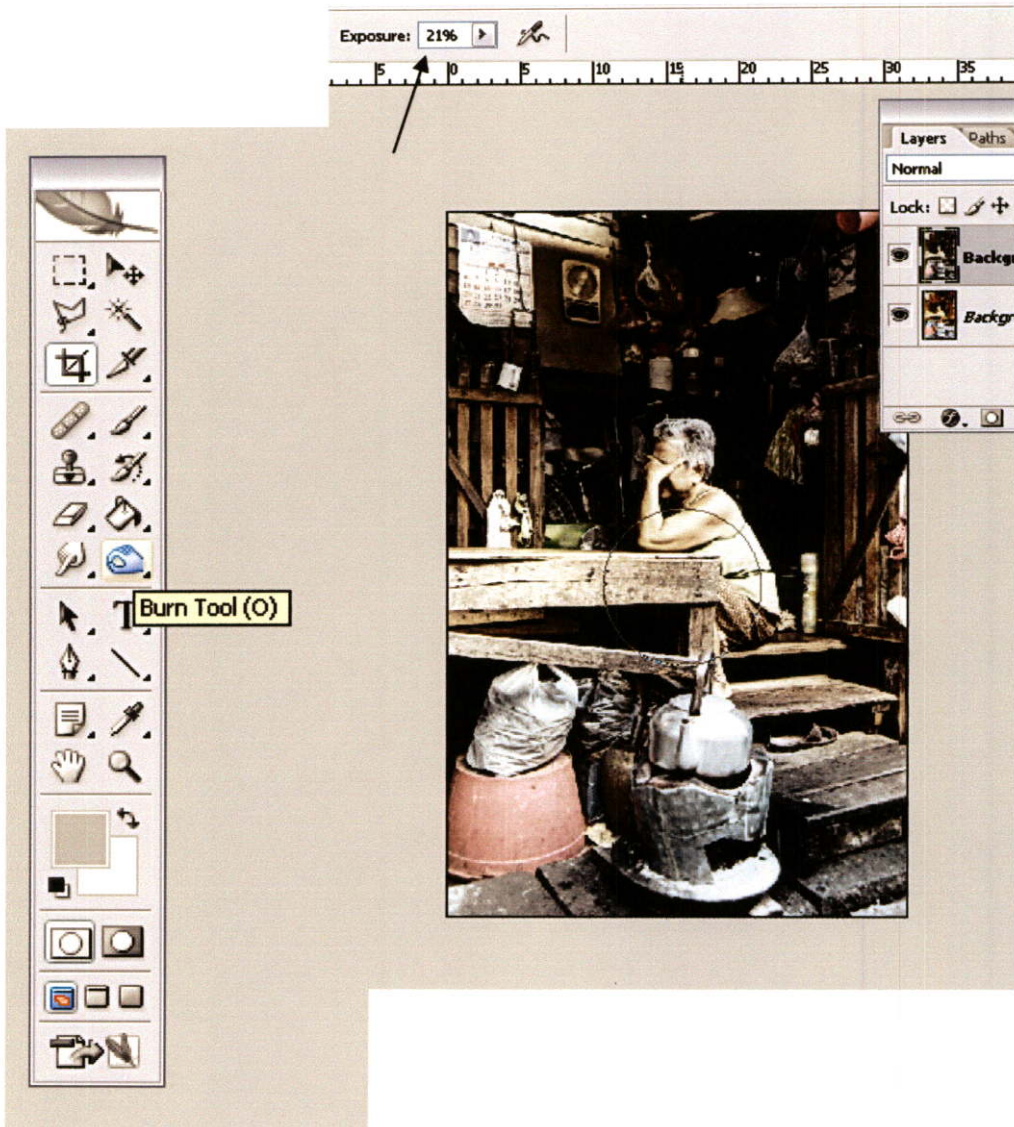 Exposure: 21%
5 0 5 10 15 20 25 30 35
Layers Paths
Normal
Lock:
Backgr
Backgr
T
Burn Tool (O)